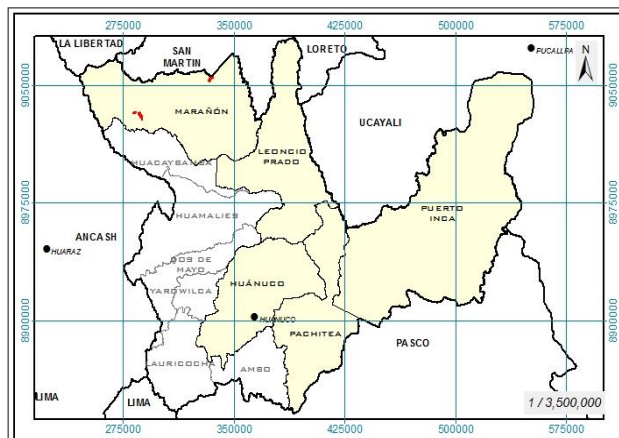 275000 350000 425000 500000 575000
LA LIBERTAD
SAN MARTIN
LORETO
PUCALLPA
N
9050000
9050000
MARAÑÓN
UCAYALI
LEONCIO PRADO
HUACAYBAMBA
8975000
8975000
HUAMALIES
PUERTO INCA
ANCASH
HUARAZ
DOS DE MAYO
YAROWILCA
HUÁNUCO
HUANUCO
8900000
8900000
PACHITEA
PASCO
LAURICOCHA
AMBO
LIMA
LIMA
1 / 3,500,000
275000 350000 425000 500000 575000